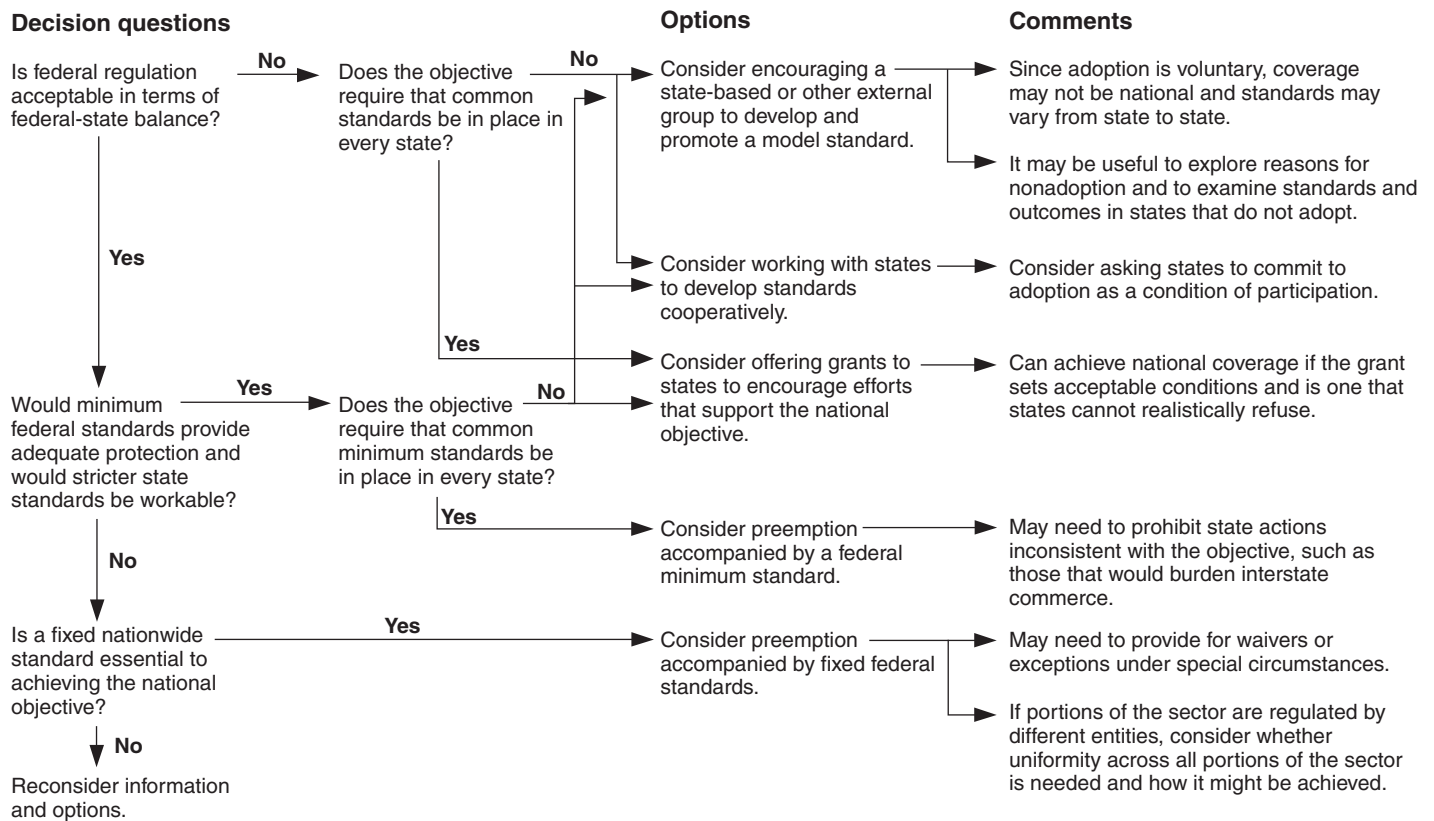 Decision questions
Options
Comments
Is federal regulation
acceptable in terms of
federal-state balance?
No
Does the objective
require that common
standards be in place in
every state?
No
Consider encouraging a
state-based or other external
group to develop and
promote a model standard.
Since adoption is voluntary, coverage
may not be national and standards may
vary from state to state.
It may be useful to explore reasons for
nonadoption and to examine standards and
outcomes in states that do not adopt.
Yes
Consider working with states
to develop standards
cooperatively.
Consider asking states to commit to
adoption as a condition of participation.
Yes
Consider offering grants to
states to encourage efforts
that support the national
objective.
Can achieve national coverage if the grant
sets acceptable conditions and is one that
states cannot realistically refuse.
Would minimum
federal standards provide
adequate protection and
would stricter state
standards be workable?
Yes
Does the objective
require that common
minimum standards be
in place in every state?
No
Yes
Consider preemption
accompanied by a federal
minimum standard.
May need to prohibit state actions
inconsistent with the objective, such as
those that would burden interstate
commerce.
No
Is a fixed nationwide
standard essential to
achieving the national
objective?
Yes
Consider preemption
accompanied by fixed federal
standards.
May need to provide for waivers or
exceptions under special circumstances.
If portions of the sector are regulated by
different entities, consider whether
uniformity across all portions of the sector
is needed and how it might be achieved.
No
Reconsider information
and options.